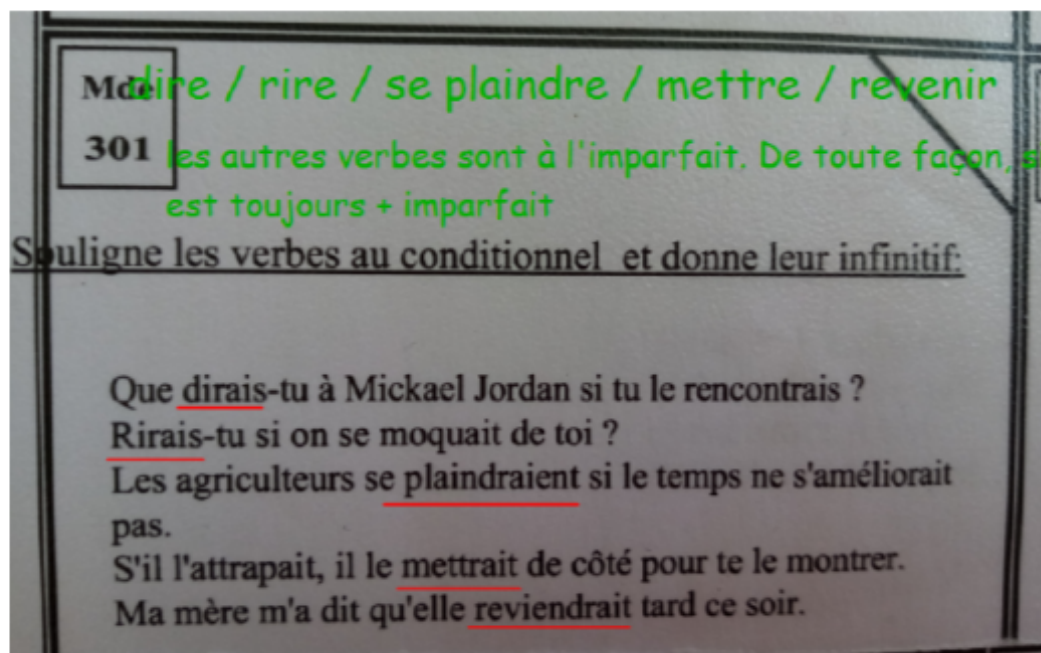 Mde
301
dire / rire / se plaindre / mettre / revenir
les autres verbes sont à l'imparfait. De toute façon, s
est toujours + imparfait
Souligne les verbes au conditionnel et donne leur infinitif:
Que dirais-tu à Mickael Jordan si tu le rencontrais ?
Rirais-tu si on se moquait de toi ?
Les agriculteurs se plaindraient si le temps ne s'améliorait
pas.
S'il l'attrapait, il le mettrait de côté pour te le montrer.
Ma mère m'a dit qu'elle reviendrait tard ce soir.